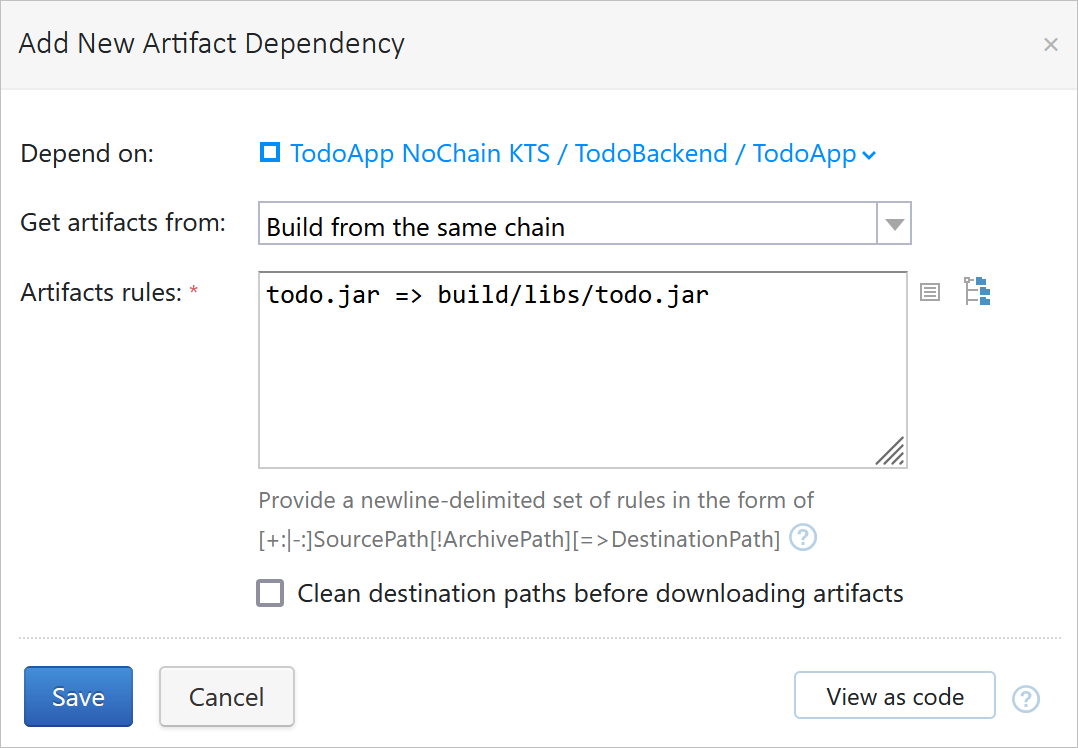 Add New Artifact Dependency ×
Depend on: TodoApp NoChain KTS / TodoBackend / TodoApp
Get artifacts from: Build from the same chain
Artifacts rules: * todo.jar => build/libs/todo.jar
Provide a newline-delimited set of rules in the form of
[+:|-:]SourcePath[!ArchivePath][=>DestinationPath] ?
Clean destination paths before downloading artifacts
Save Cancel View as code ?